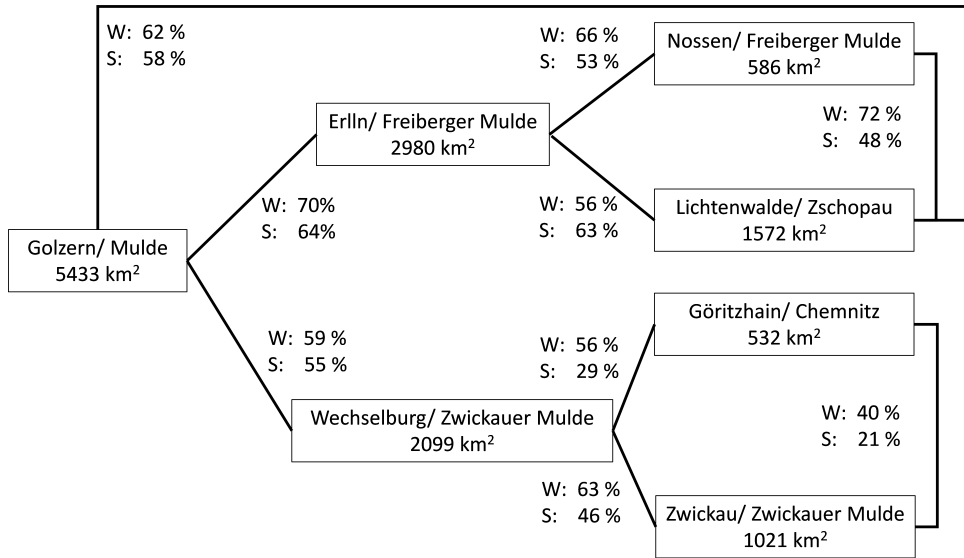 W: 62 %
S: 58 %
W: 66 %
S: 53 %
Nossen/ Freiberger Mulde
586 km²
Erlln/ Freiberger Mulde
2980 km²
W: 72 %
S: 48 %
W: 70%
S: 64%
W: 56 %
S: 63 %
Lichtenwalde/ Zschopau
1572 km²
Golzern/ Mulde
5433 km²
Göritzhain/ Chemnitz
532 km²
W: 59 %
S: 55 %
W: 56 %
S: 29 %
Wechselburg/ Zwickauer Mulde
2099 km²
W: 40 %
S: 21 %
W: 63 %
S: 46 %
Zwickau/ Zwickauer Mulde
1021 km²